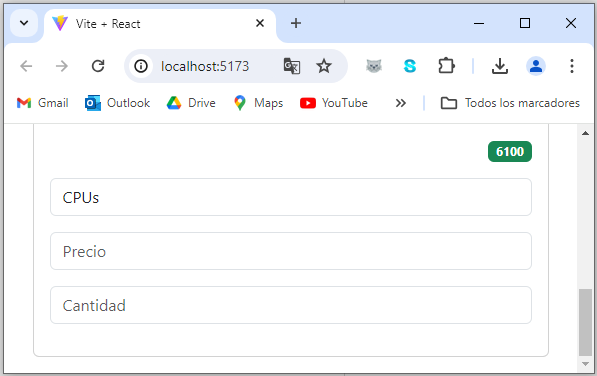 Vite + React
localhost:5173
Gmail Outlook Drive Maps YouTube Todos los marcadores
6100
CPUs
Precio
Cantidad